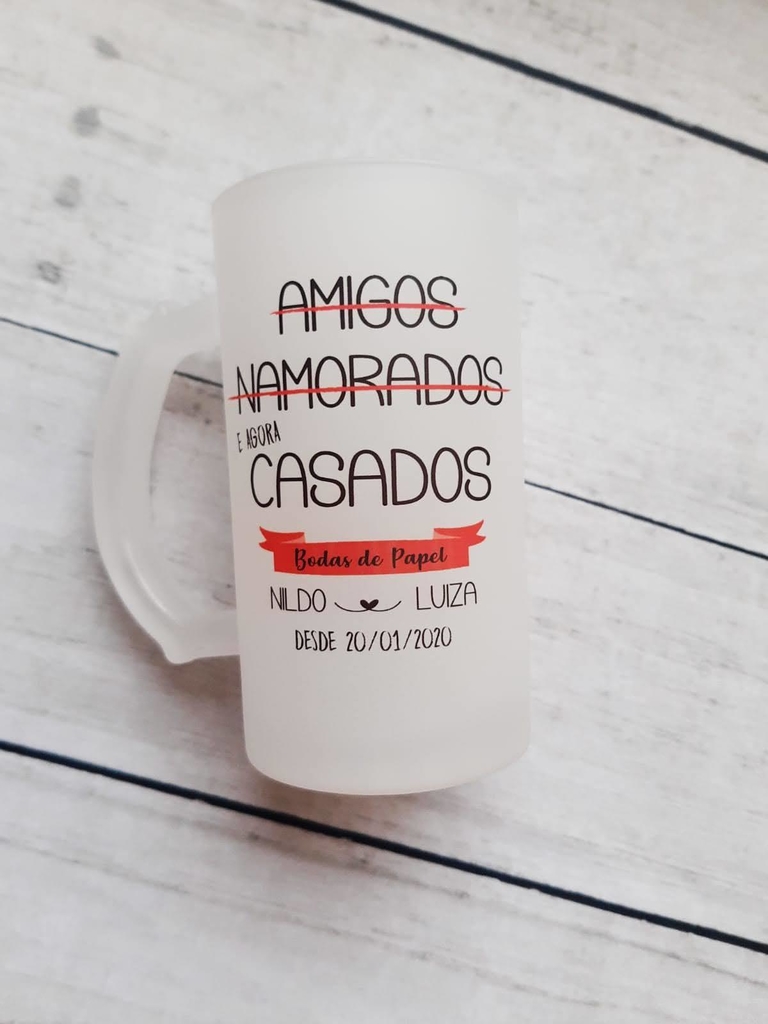 AMIGOS
NAMORADOS
E AGORA
CASADOS
Bodas de Papel
NILDO LUIZA
DESDE 20/01/2020